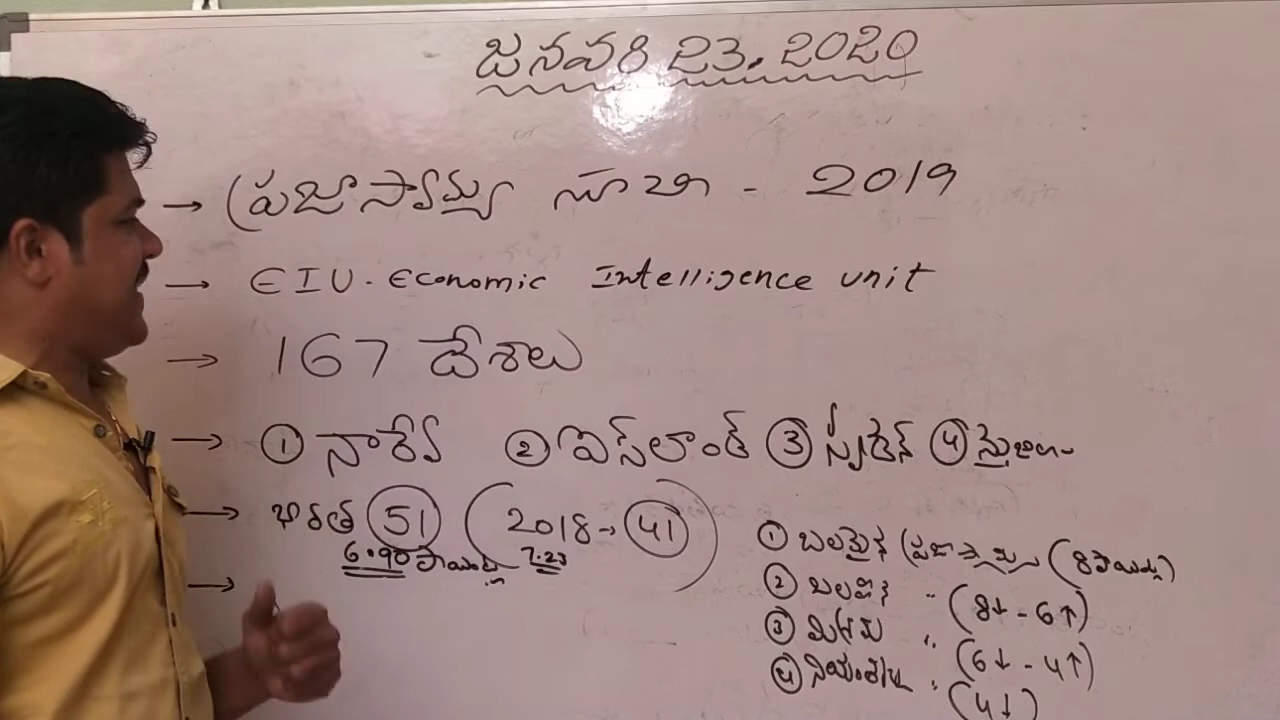 జనవరి 23, 2020
→ ప్రజాస్వామ్య సూచీ - 2019
→ EIU - Economic Intelligence unit
→ 167 దేశాలు
→ ① నార్వే ② ఐస్‌లాండ్ ③ స్వీడన్ ④
→ భారత్ 51 (2018 → 41)
6.90 పాయింట్లు 7.23
→
① బలమైన ప్రజాస్వామ్యం (8 పాయింట్లు)
② బలహీన " (8↓ - 6↑)
③ మిశ్రమ " (6↓ - 4↑)
④ నియంతృత్వ " (4↓)